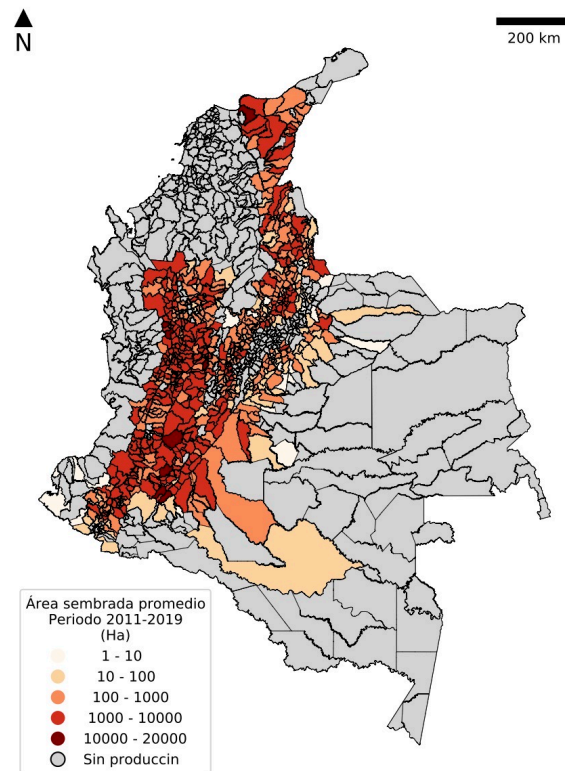 N
200 km
Área sembrada promedio
Periodo 2011-2019
(Ha)
1 - 10
10 - 100
100 - 1000
1000 - 10000
10000 - 20000
Sin produccin